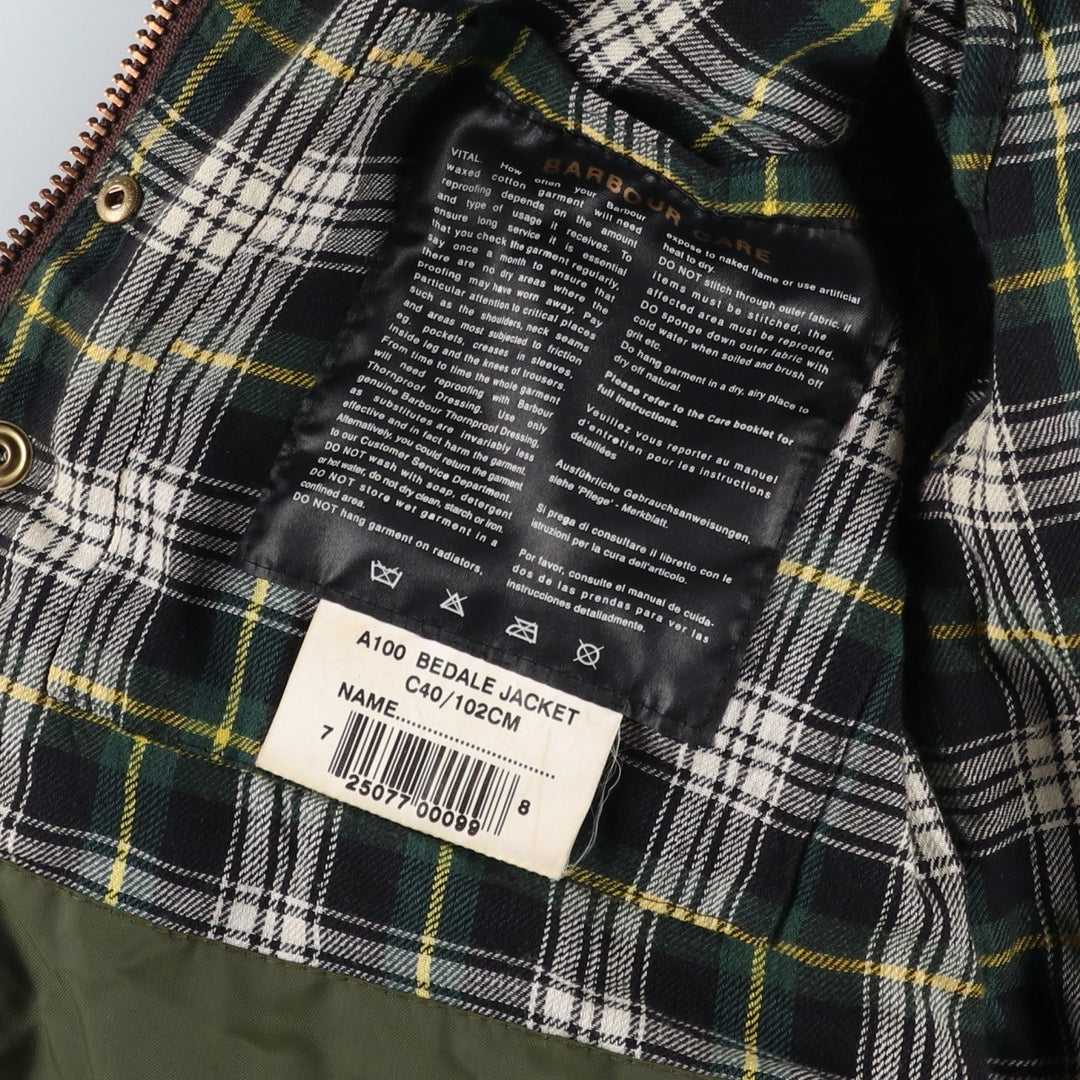 BARBOUR CARE
VITAL How often your Barbour
waxed cotton garment will need
reproofing depends on the amount
and type of usage it receives. To
ensure long service it is essential
that you check the garment regularly,
say once a month to ensure that
there are no dry areas where the
proofing may have worn away. Pay
particular attention to critical places
such as the shoulders, neck seams
and areas most subjected to friction
eg. pockets, creases in sleeves,
inside leg and the knees of trousers.
From time to time the whole garment
will need reproofing with Barbour
Thornproof Dressing. Use only
genuine Barbour Thornproof Dressing,
as substitutes are invariably less
effective and in fact harm the garment.
Alternatively, you could return the garment
to our Customer Service Department.
DO NOT WASH with soap, detergent
or hot water, do not dry clean, starch or iron.
DO NOT STORE wet garment in a
confined area.
DO NOT hang garment on radiators,
expose to naked flame or use artificial
heat to dry.
DO NOT stitch through outer fabric, if
items must be stitched, the
affected area must be reproofed.
DO sponge down outer fabric with
cold water when soiled and brush off
grit etc.
Do hang garment in a dry, airy place to
dry off natural.
Please refer to the Care booklet for
full Instructions.
Veuillez vous reporter au manuel
d'entretien pour les instructions
détaillées
Ausführliche Gebrauchsanweisungen,
siehe 'Pflege' - Merkblatt.
Si prega di consultare il libretto con le
istruzioni per la cura dell'articolo.
Por favor, consulte el manual de cuida-
dos de las prendas para ver las
instrucciones detalladmente.
A100 BEDALE JACKET
C40/102CM
NAME..............................
7 25077 00099 8